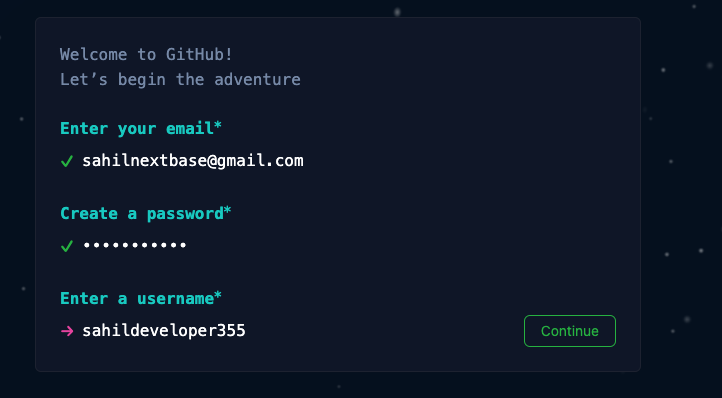 Welcome to GitHub!
Let’s begin the adventure
Enter your email*
✓ sahilnextbase@gmail.com
Create a password*
✓ •••••••••••
Enter a username*
→ sahildeveloper355
Continue